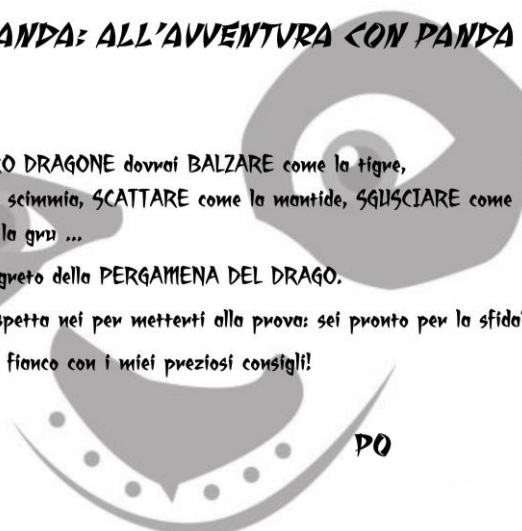 ANDA: ALL'AVVENTURA CON PANDA
O DRAGONE dovrai BALZARE come la tigre,
scimmia, SCATTARE come la mantide, SGUSCIARE come
la gru ...
greto della PERGAMENA DEL DRAGO.
spetta nei per metterti alla prova: sei pronto per la sfida?
fianco con i miei preziosi consigli!
PO